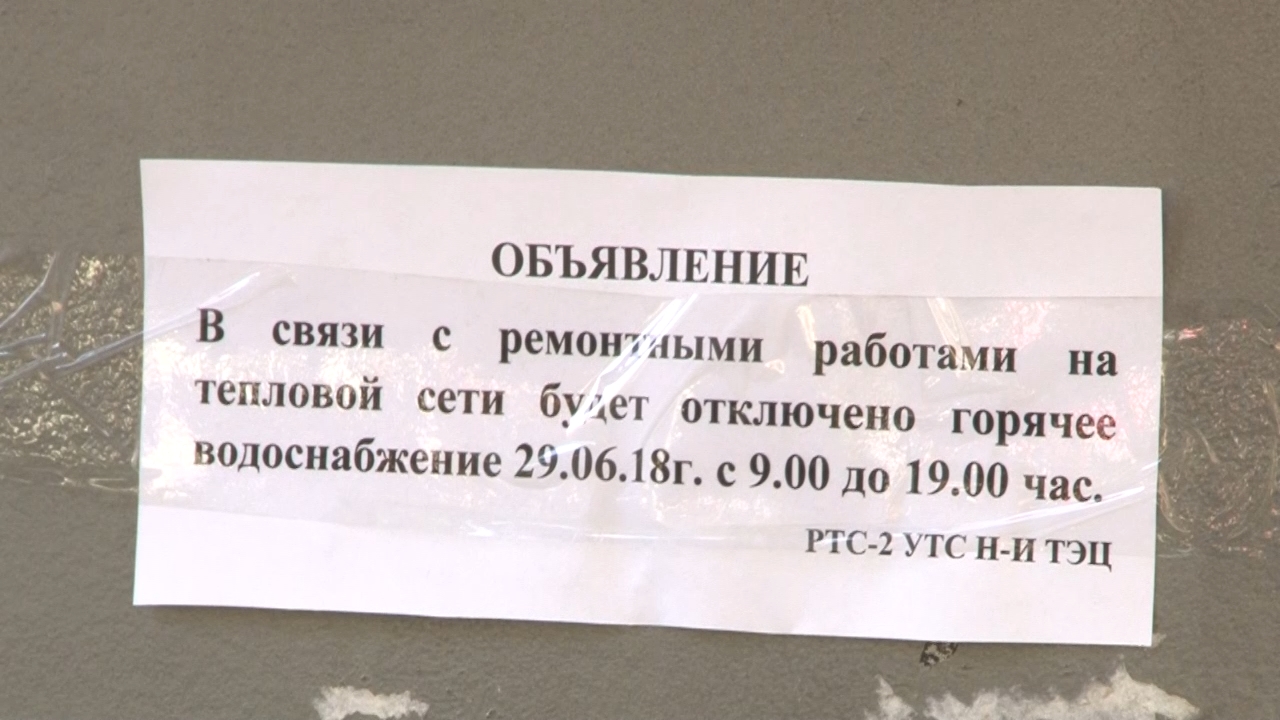 ОБЪЯВЛЕНИЕ
В связи с ремонтными работами на
тепловой сети будет отключено горячее
водоснабжение 29.06.18г. с 9.00 до 19.00 час.
РТС-2 УТС Н-И ТЭЦ